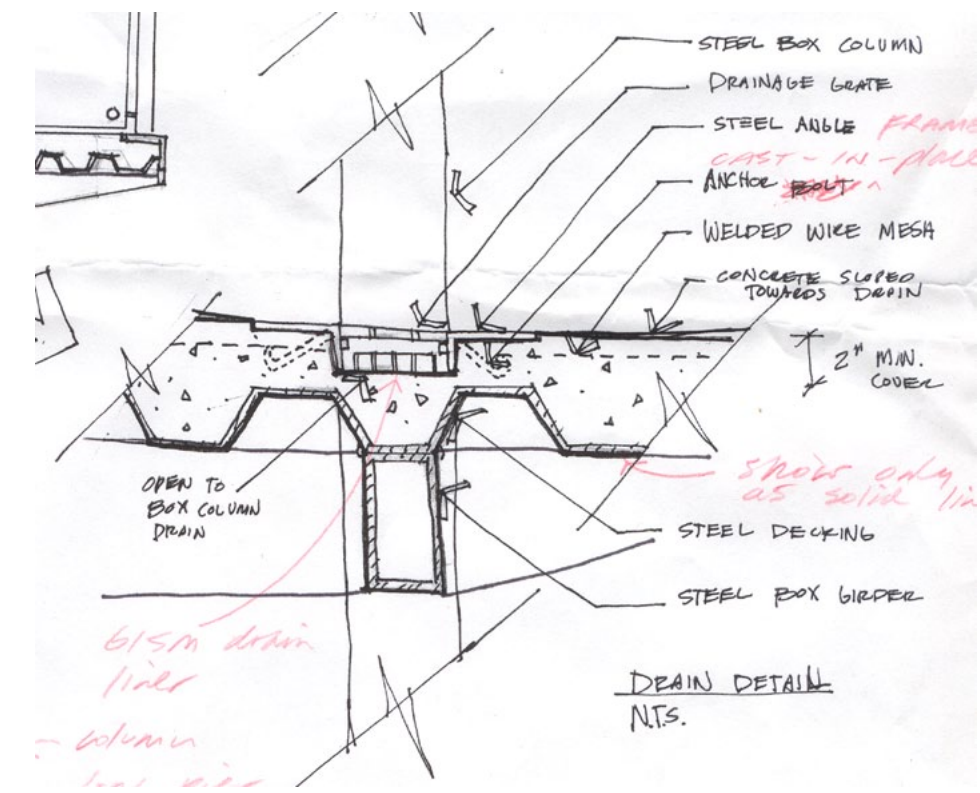 STEEL BOX COLUMN
DRAINAGE GRATE
STEEL ANGLE FRAME
CAST-IN-place
ANCHOR
WELDED WIRE MESH
CONCRETE SLOPED
TOWARDS DRAIN
2" MIN.
COVER
show only
as solid
OPEN TO
BOX COLUMN
DRAIN
STEEL DECKING
STEEL BOX GIRDER
drain
liner
column
DRAIN DETAIL
N.T.S.